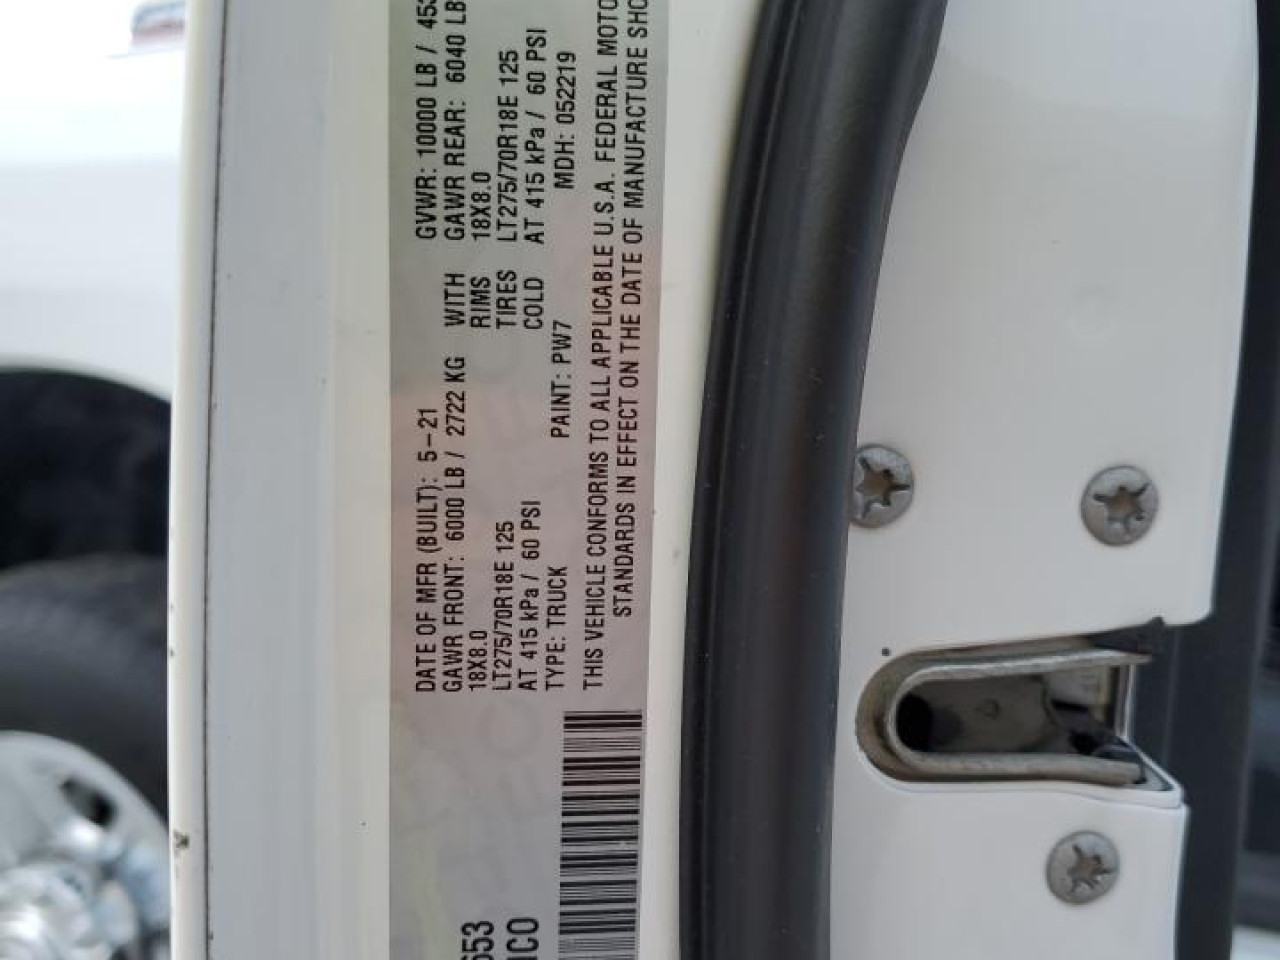 DATE OF MFR (BUILT): 5-21 GVWR: 10000 LB /
GAWR FRONT: 6000 LB / 2722 KG WITH GAWR REAR: 6040 LB
18X8.0 RIMS 18X8.0
LT275/70R18E 125 TIRES LT275/70R18E 125
AT 415 kPa / 60 PSI COLD AT 415 kPa / 60 PSI
TYPE: TRUCK PAINT: PW7 MDH: 052219
THIS VEHICLE CONFORMS TO ALL APPLICABLE U.S.A. FEDERAL
STANDARDS IN EFFECT ON THE DATE OF MANUFACTURE